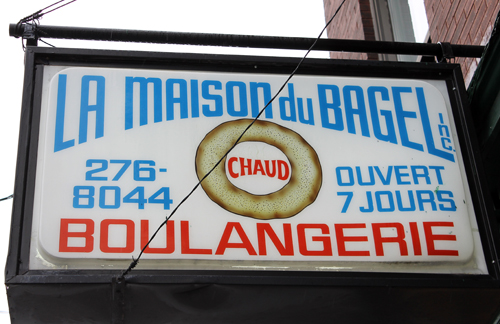 LA MAISON du BAGEL INC.
CHAUD
276-
8044
OUVERT
7 JOURS
BOULANGERIE